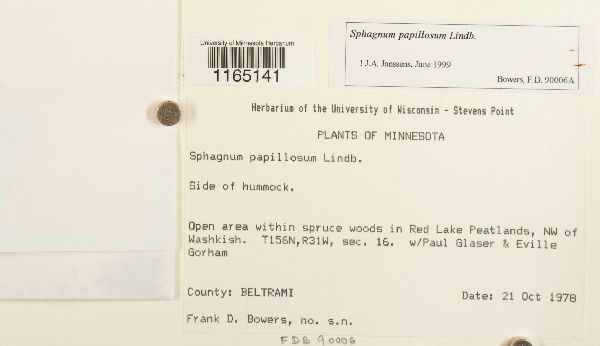 University of Minnesota Herbarium
1165141
Sphagnum papillosum Lindb.
! J.A. Janssens, June 1999
Bowers, F.D. 90006A
Herbarium of the University of Wisconsin - Stevens Point
PLANTS OF MINNESOTA
Sphagnum papillosum Lindb.
Side of hummock.
Open area within spruce woods in Red Lake Peatlands, NW of
Washkish. T156N,R31W, sec. 16. w/Paul Glaser & Eville
Gorham
County: BELTRAMI Date: 21 Oct 1978
Frank D. Bowers, no. s.n.
FDB 90006